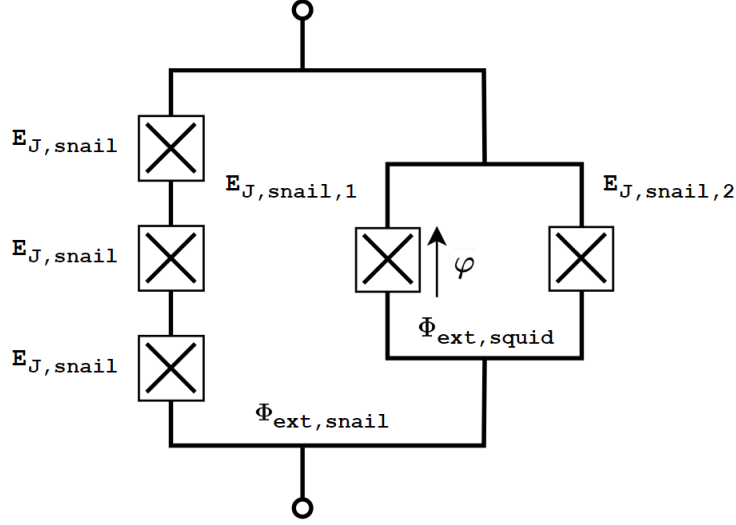 E_J,snail
E_J,snail,1
E_J,snail,2
E_J,snail
φ
Φ_ext,squid
E_J,snail
Φ_ext,snail